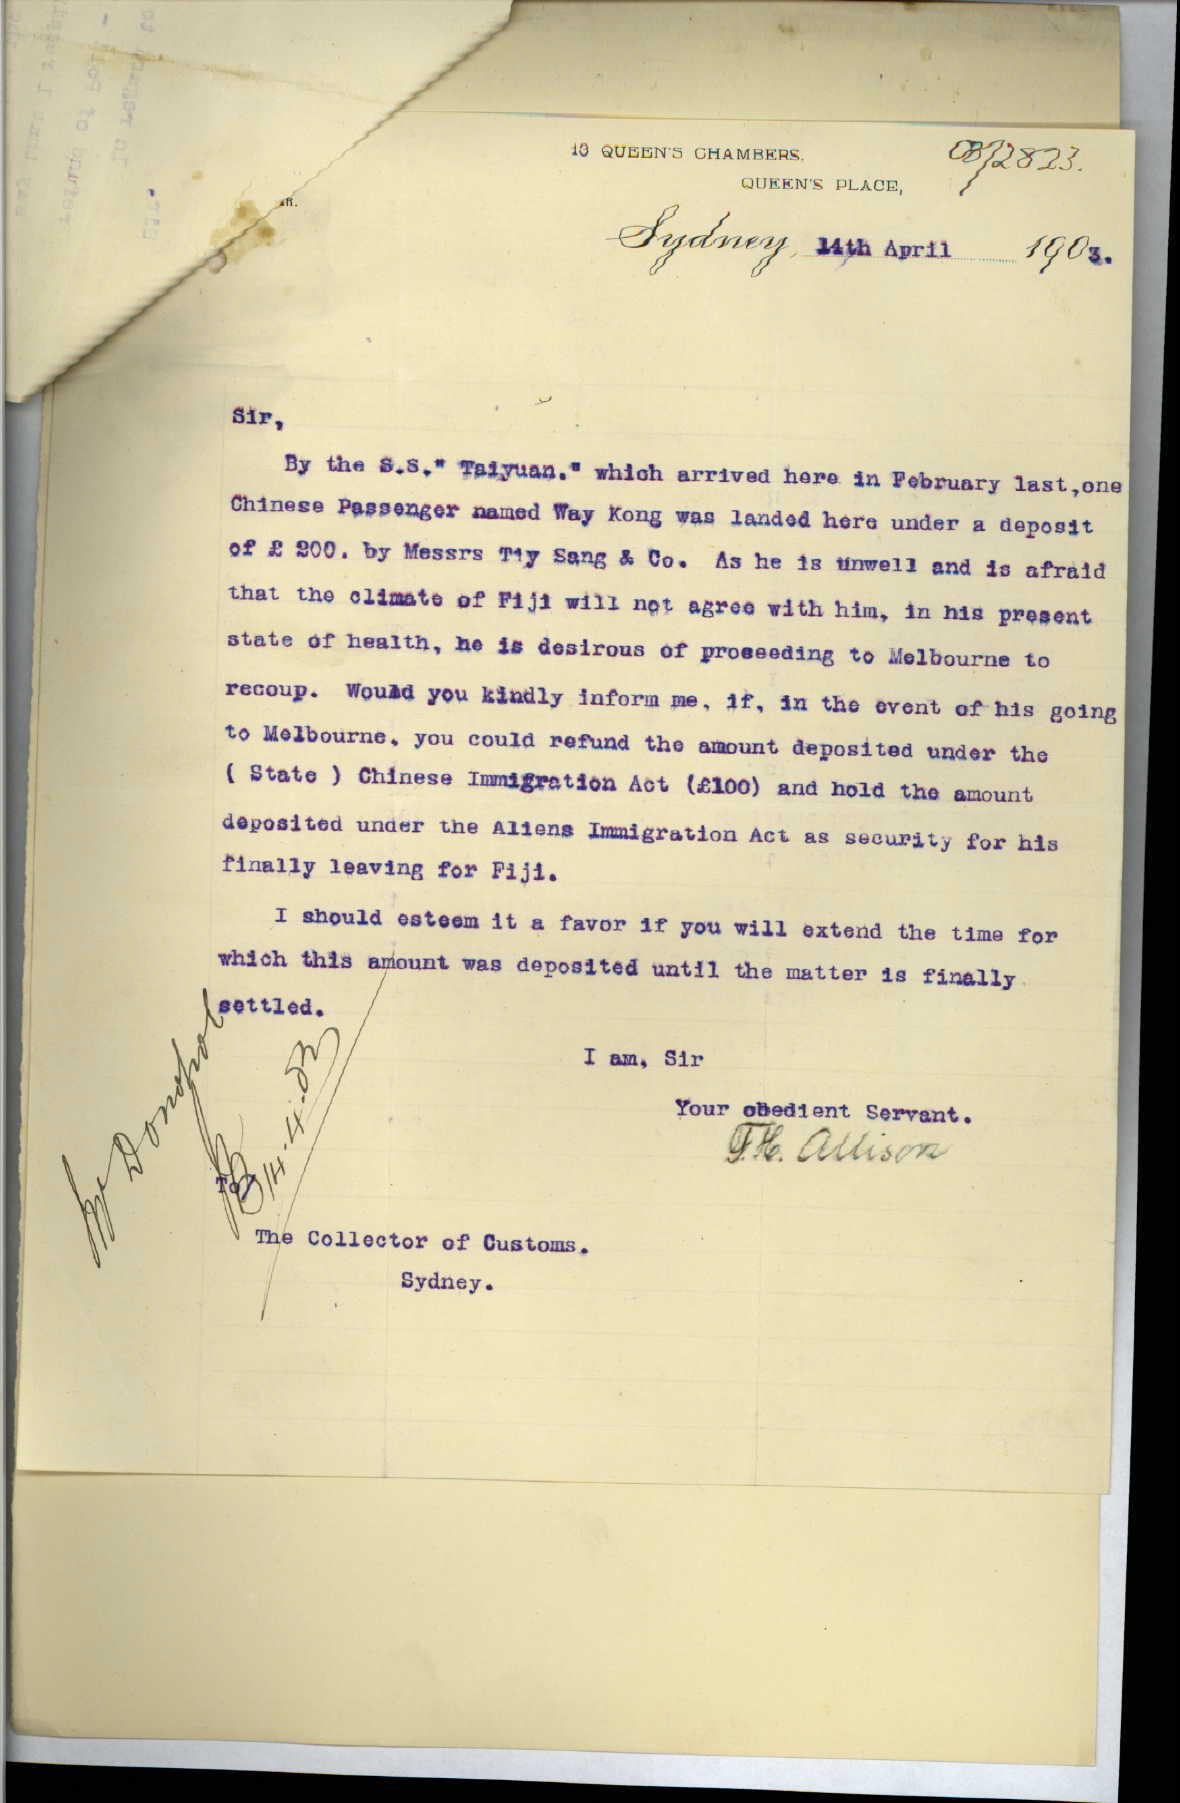 10 QUEEN'S CHAMBERS.
QUEEN'S PLACE,
03/2823.
Sydney, 14th April 1903.
Sir,
By the S.S." Taiyuan." which arrived here in February last,one
Chinese Passenger named Way Kong was landed here under a deposit
of £ 200. by Messrs Tiy Sang & Co. As he is unwell and is afraid
that the climate of Fiji will not agree with him, in his present
state of health, he is desirous of proceeding to Melbourne to
recoup. Would you kindly inform me, if, in the event of his going
to Melbourne. you could refund the amount deposited under the
( State ) Chinese Immigration Act (£100) and hold the amount
deposited under the Aliens Immigration Act as security for his
finally leaving for Fiji.
I should esteem it a favor if you will extend the time for
which this amount was deposited until the matter is finally
settled.
I am, Sir
Your obedient Servant.
T.H. Allison
Mr Donohoe
14.4.03
To/
The Collector of Customs.
Sydney.